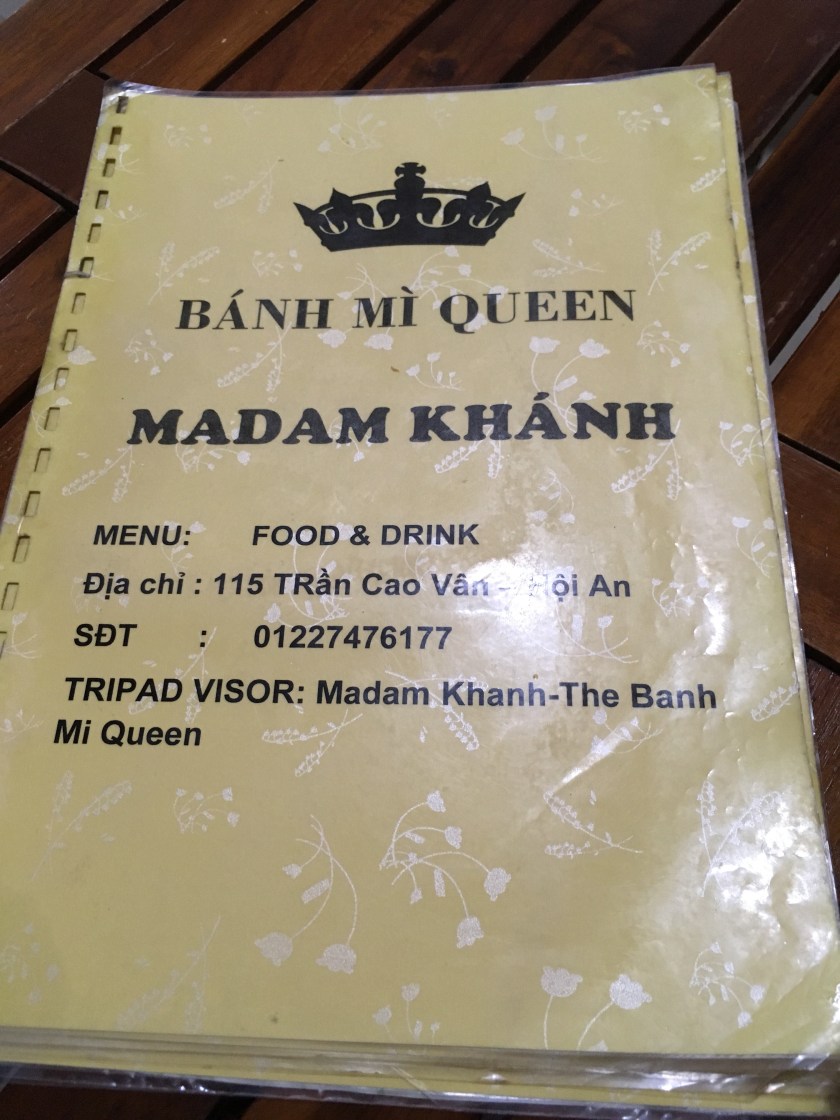 BÁNH MÌ QUEEN
MADAM KHÁNH
MENU: FOOD & DRINK
Địa chỉ : 115 TRần Cao Vân - Hội An
SĐT : 01227476177
TRIPAD VISOR: Madam Khanh-The Banh
Mi Queen